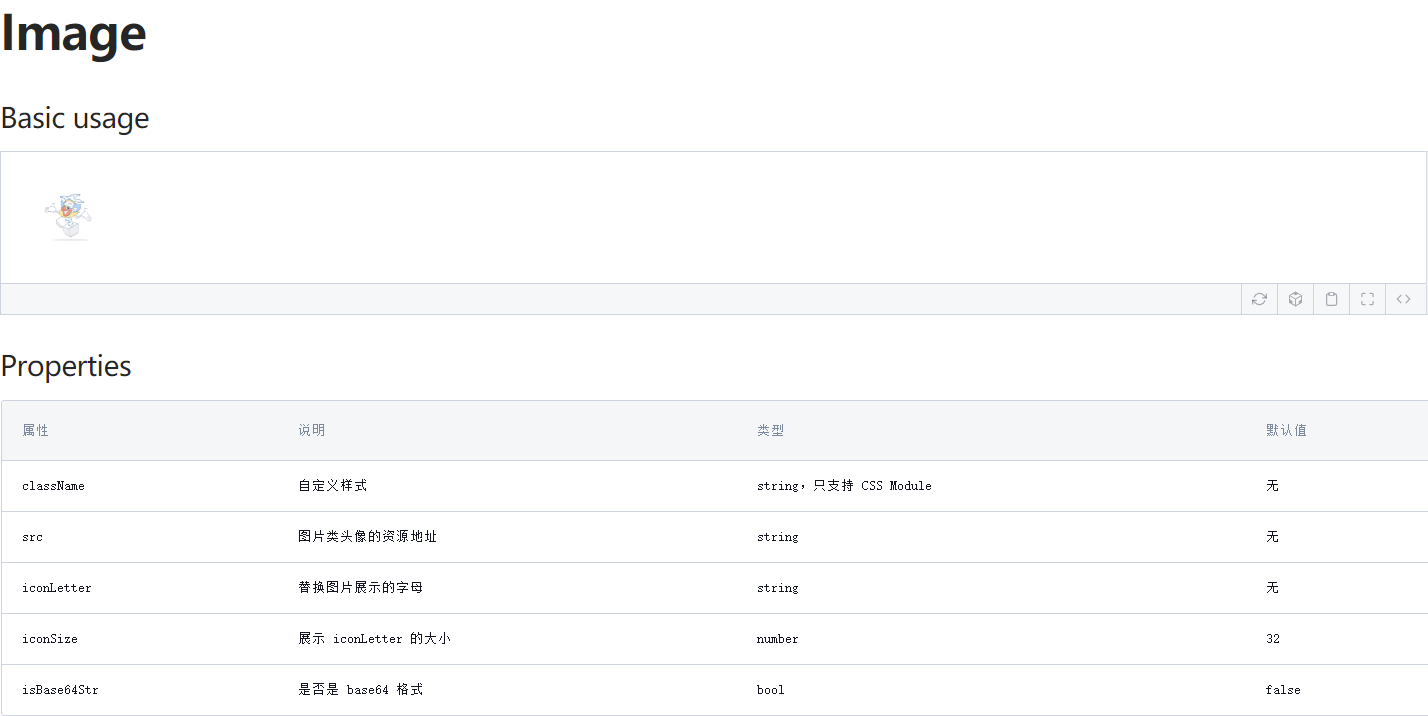 Image
Basic usage
Properties
属性 说明 类型 默认值
className 自定义样式 string，只支持 CSS Module 无
src 图片类头像的资源地址 string 无
iconLetter 替换图片展示的字母 string 无
iconSize 展示 iconLetter 的大小 number 32
isBase64Str 是否是 base64 格式 bool false